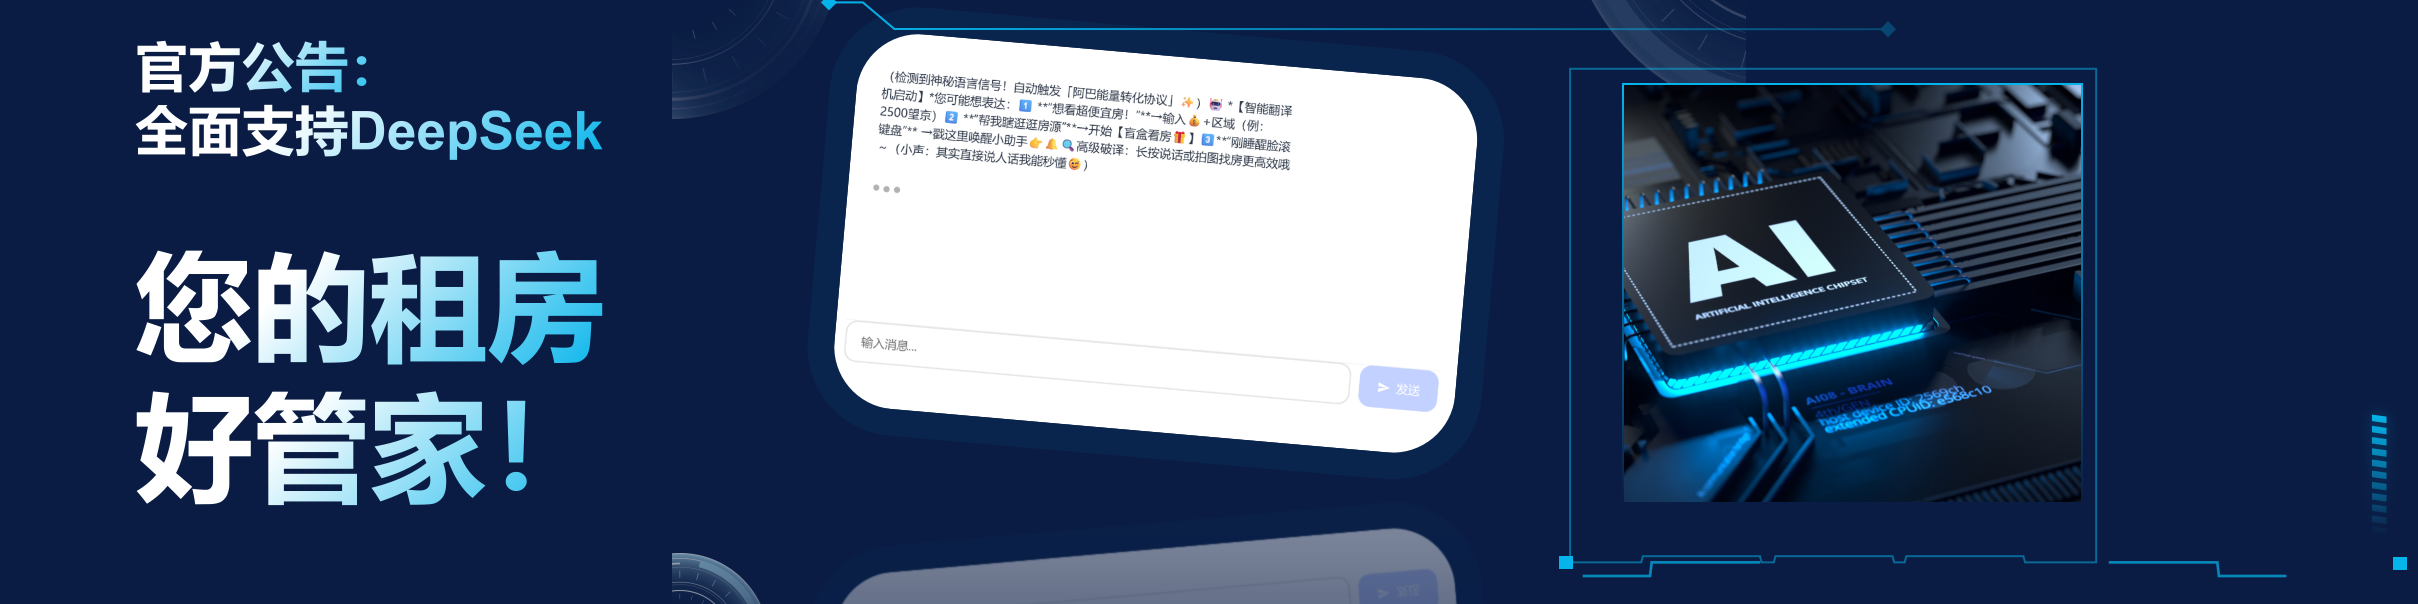 官方公告：
全面支持DeepSeek
您的租房
好管家！
（检测到神秘语言信号！自动触发「阿巴能量转化协议」✨）👾 *【智能翻译
机启动】*您可能想表达：1️⃣ **"想看超便宜房！"**→输入💰+区域（例：
2500望京）2️⃣ **"帮我瞎逛逛房源"**→开始【盲盒看房🎁】3️⃣**"刚睡醒脸滚
键盘"** →戳这里唤醒小助手👉🔔 🔍高级破译：长按说话或拍图找房更高效哦
~（小声：其实直接说人话我能秒懂😆）
输入消息...
发送
AI
ARTIFICIAL INTELLIGENCE CHIPSET
AI08 - BRAIN
4th/GEN
host device ID: 2569cb
extended CPUID: e568c10